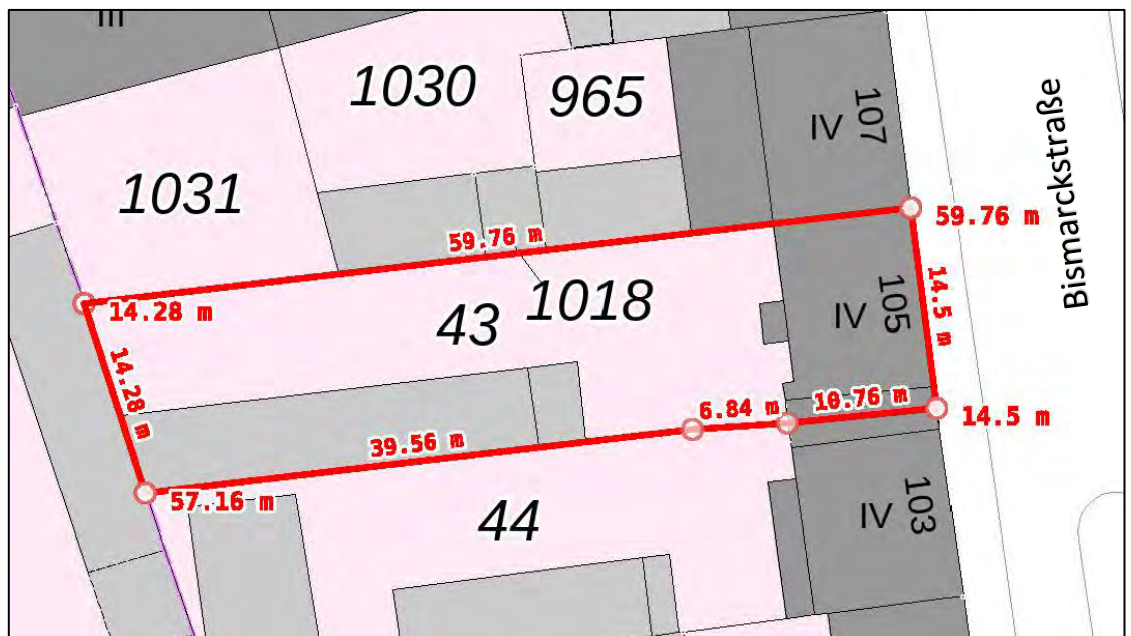 III
1030
965
IV
107
Bismarckstraße
1031
59.76 m
59.76 m
14.28 m
43
1018
IV
105
14.5 m
14.28 m
6.84 m
10.76 m
14.5 m
39.56 m
57.16 m
44
IV
103